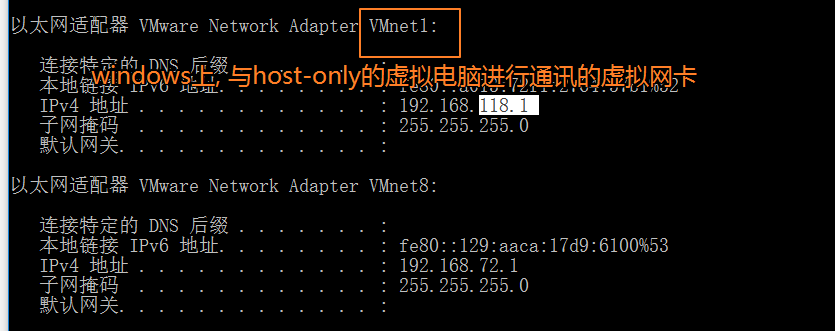 以太网适配器 VMware Network Adapter VMnet1:
连接特定的 DNS 后缀 . . . . . . . :
windows上, 与host-only的虚拟电脑进行通讯的虚拟网卡
本地链接 IPv6 地址. . . . . . . . :
IPv4 地址 . . . . . . . . . . . . : 192.168.118.1
子网掩码 . . . . . . . . . . . . : 255.255.255.0
默认网关. . . . . . . . . . . . . :
以太网适配器 VMware Network Adapter VMnet8:
连接特定的 DNS 后缀 . . . . . . . :
本地链接 IPv6 地址. . . . . . . . : fe80::129:aaca:17d9:6100%53
IPv4 地址 . . . . . . . . . . . . : 192.168.72.1
子网掩码 . . . . . . . . . . . . : 255.255.255.0
默认网关. . . . . . . . . . . . . :